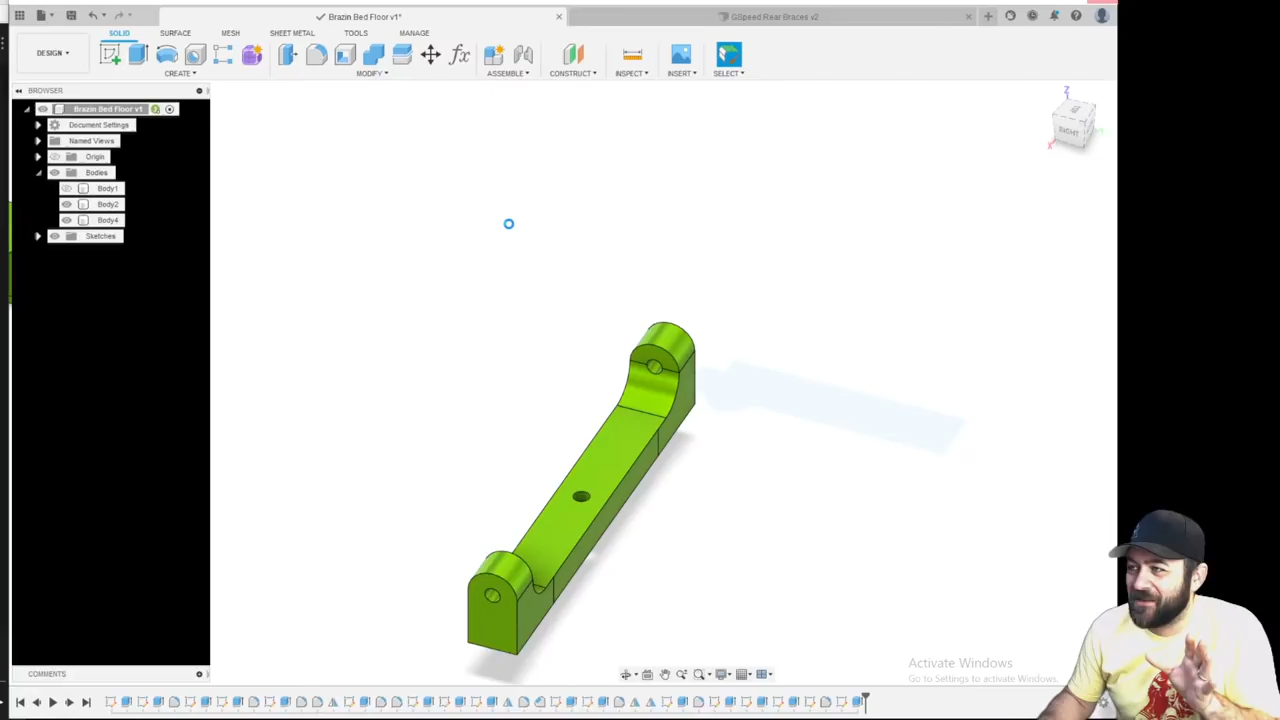 Brazin Bed Floor v1*
GSpeed Rear Braces v2
SOLID
SURFACE
MESH
SHEET METAL
TOOLS
MANAGE
DESIGN
CREATE
MODIFY
ASSEMBLE
CONSTRUCT
INSPECT
INSERT
SELECT
fx
BROWSER
Brazin Bed Floor v1
Document Settings
Named Views
Origin
Bodies
Body1
Body2
Body4
Sketches
Z
RIGHT
X
Activate Windows
Go to Settings to activate Windows.
COMMENTS